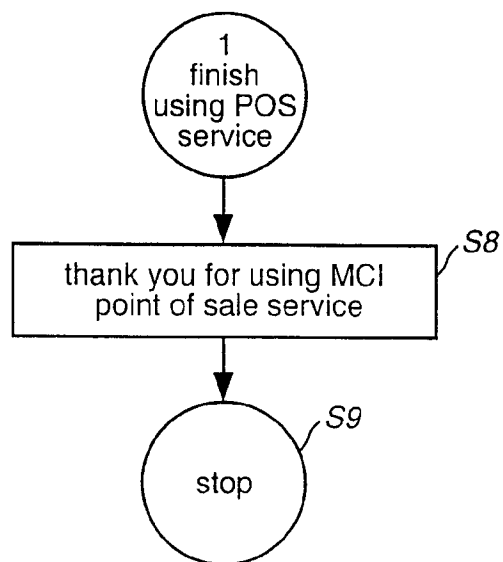 1
finish
using POS
service
S8
thank you for using MCI
point of sale service
S9
stop